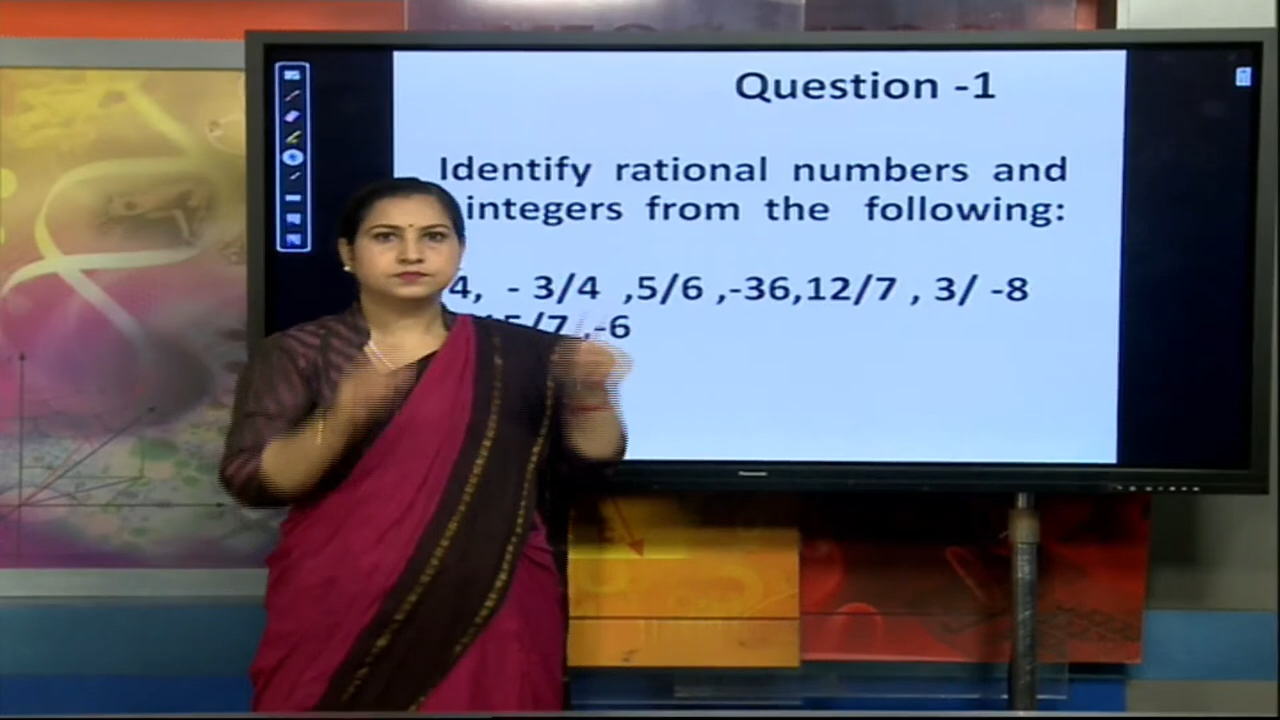 Question -1
Identify rational numbers and
integers from the following:
4, - 3/4 ,5/6 ,-36,12/7 , 3/ -8
15/7 ,-6
Panasonic